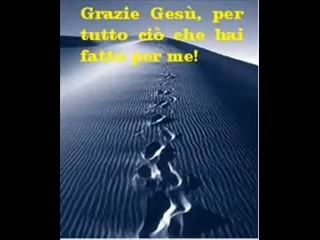 Grazie Gesù, per
tutto ciò che hai
fatto per me!